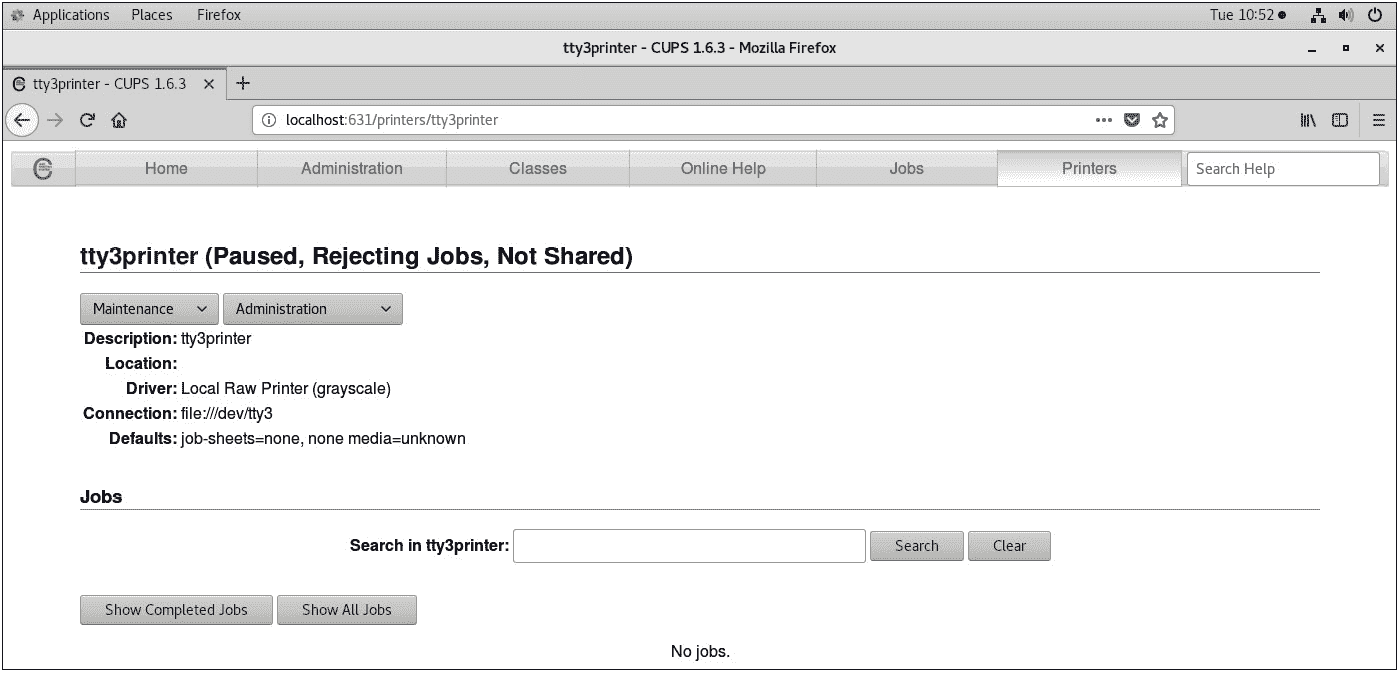 Applications Places Firefox Tue 10:52
tty3printer - CUPS 1.6.3 - Mozilla Firefox
tty3printer - CUPS 1.6.3
localhost:631/printers/tty3printer
Home Administration Classes Online Help Jobs Printers Search Help
tty3printer (Paused, Rejecting Jobs, Not Shared)
Maintenance Administration
Description: tty3printer
Location:
Driver: Local Raw Printer (grayscale)
Connection: file:///dev/tty3
Defaults: job-sheets=none, none media=unknown
Jobs
Search in tty3printer: Search Clear
Show Completed Jobs Show All Jobs
No jobs.